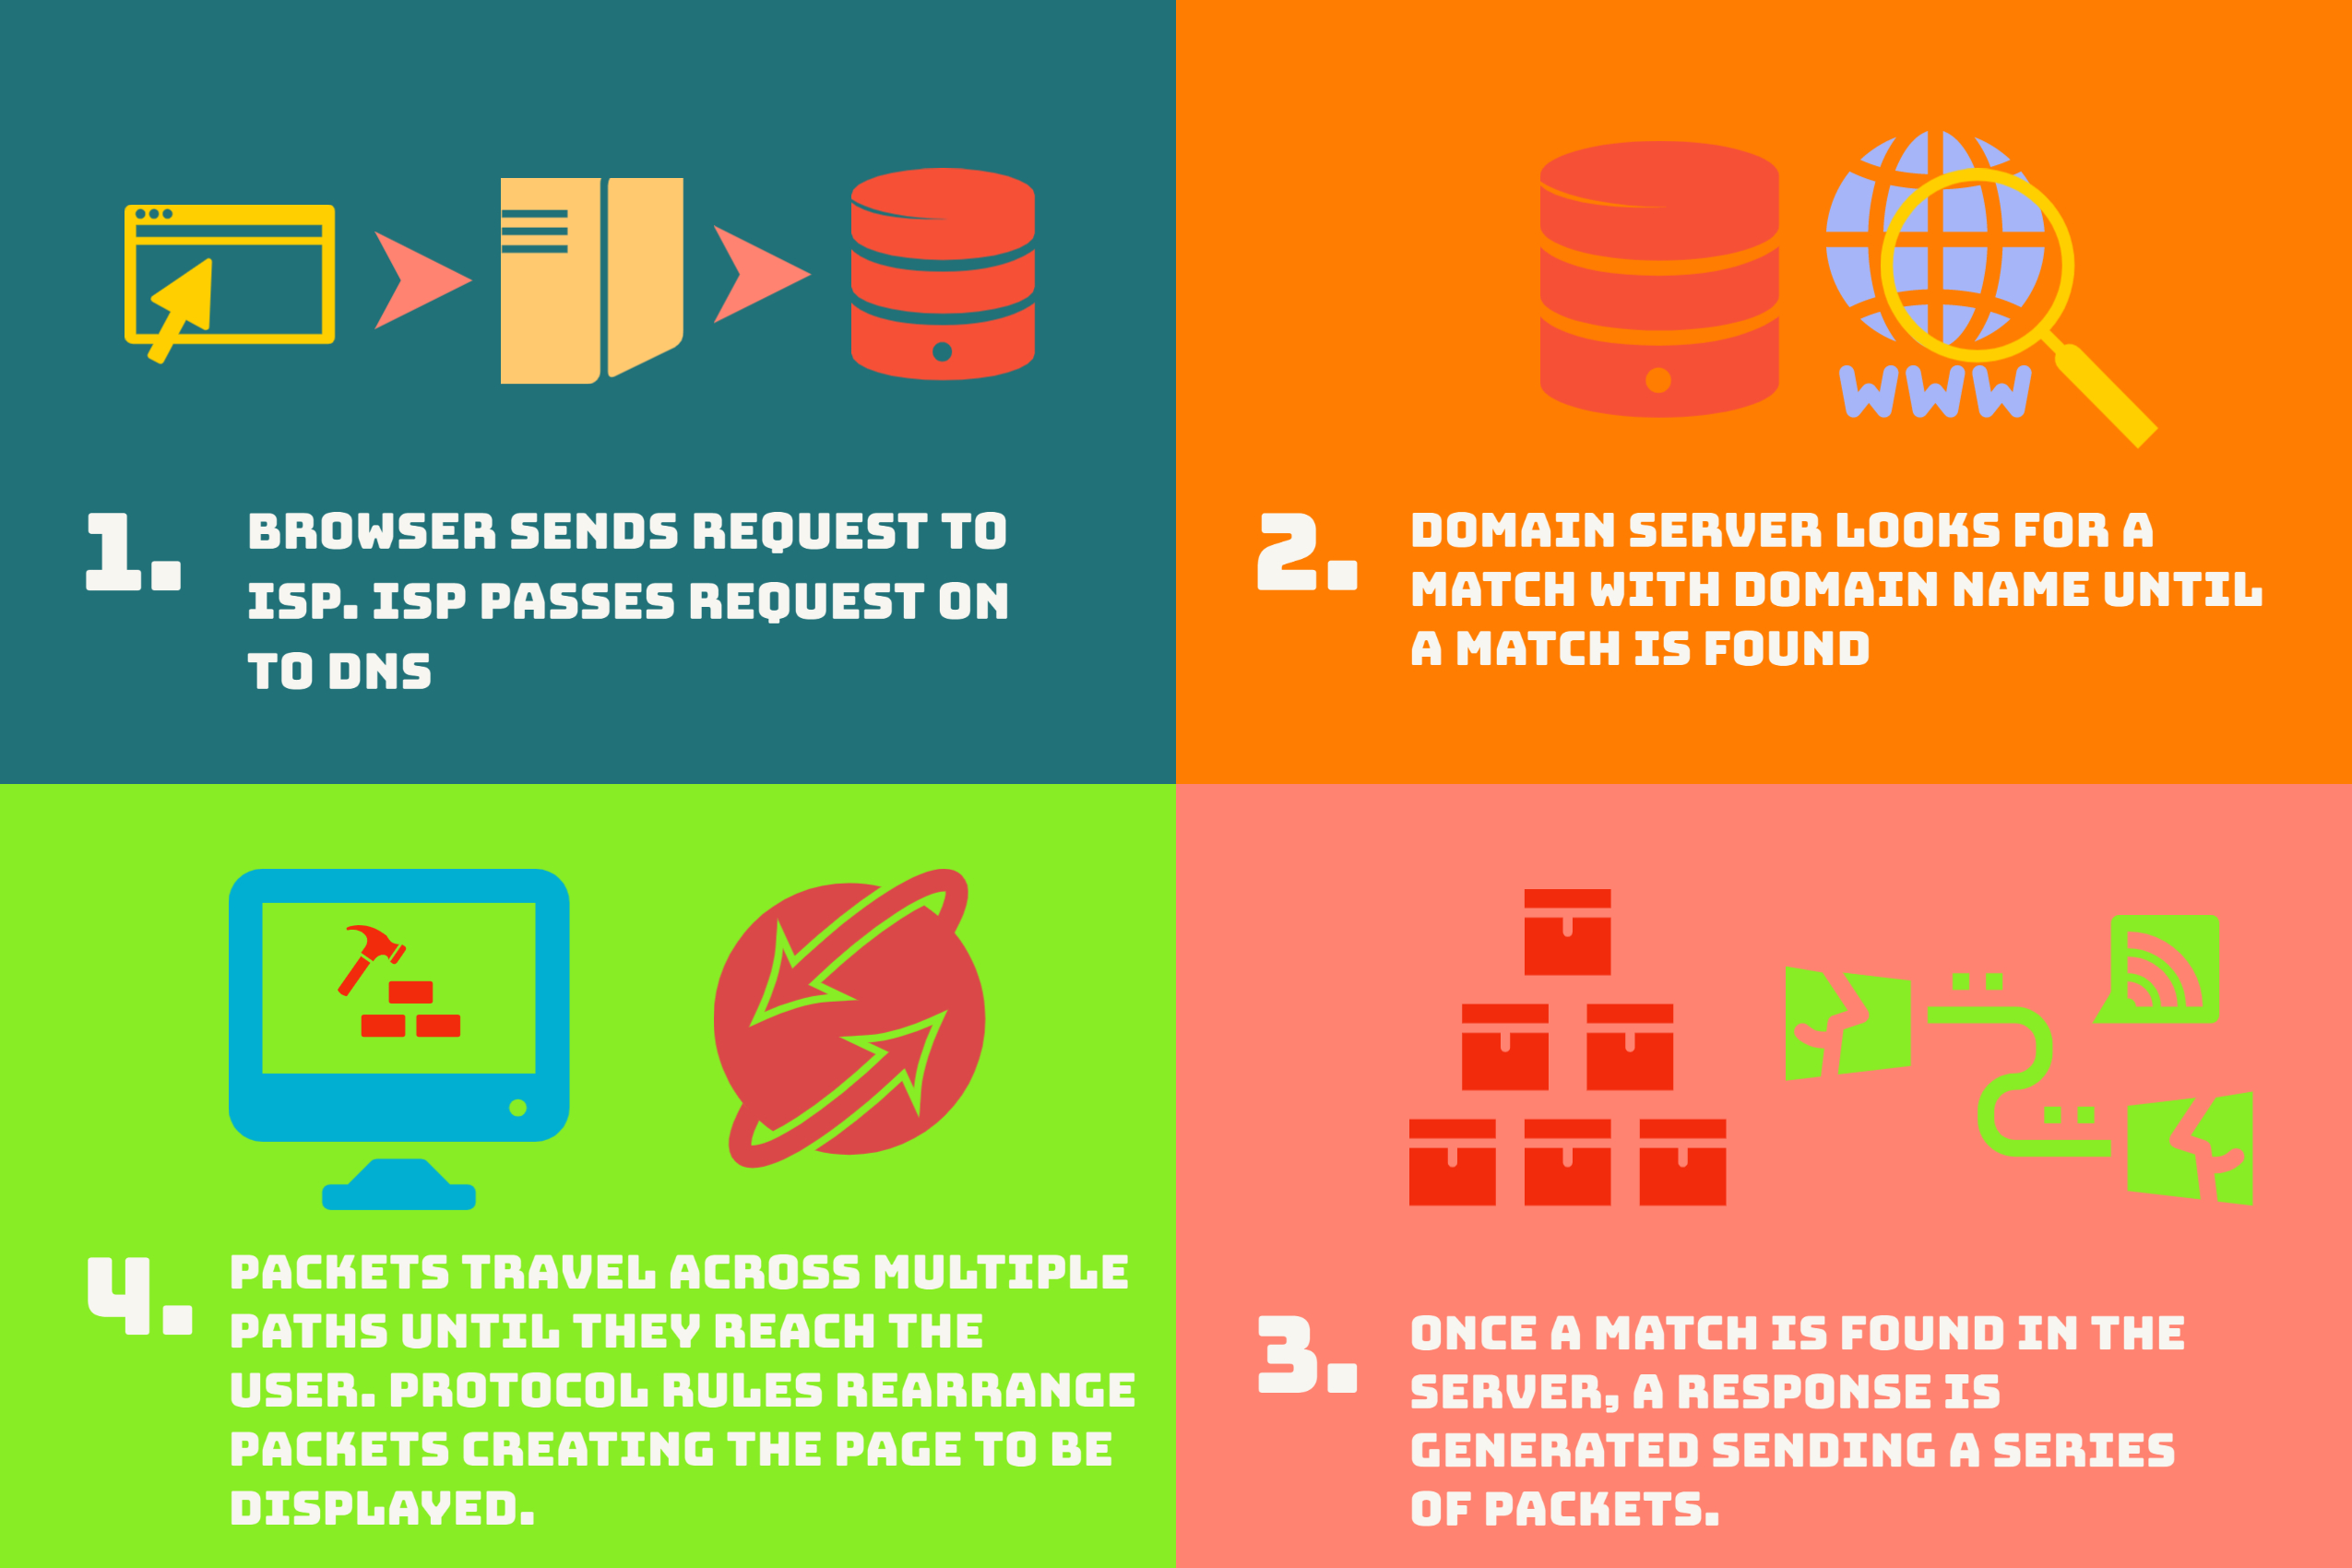 WWW
1.
BROWSER SENDS REQUEST TO
ISP. ISP PASSES REQUEST ON
TO DNS
2.
DOMAIN SERVER LOOKS FOR A
MATCH WITH DOMAIN NAME UNTIL
A MATCH IS FOUND
3.
ONCE A MATCH IS FOUND IN THE
SERVER, A RESPONSE IS
GENERATED SENDING A SERIES
OF PACKETS.
4.
PACKETS TRAVEL ACROSS MULTIPLE
PATHS UNTIL THEY REACH THE
USER. PROTOCOL RULES REARRANGE
PACKETS CREATING THE PAGE TO BE
DISPLAYED.